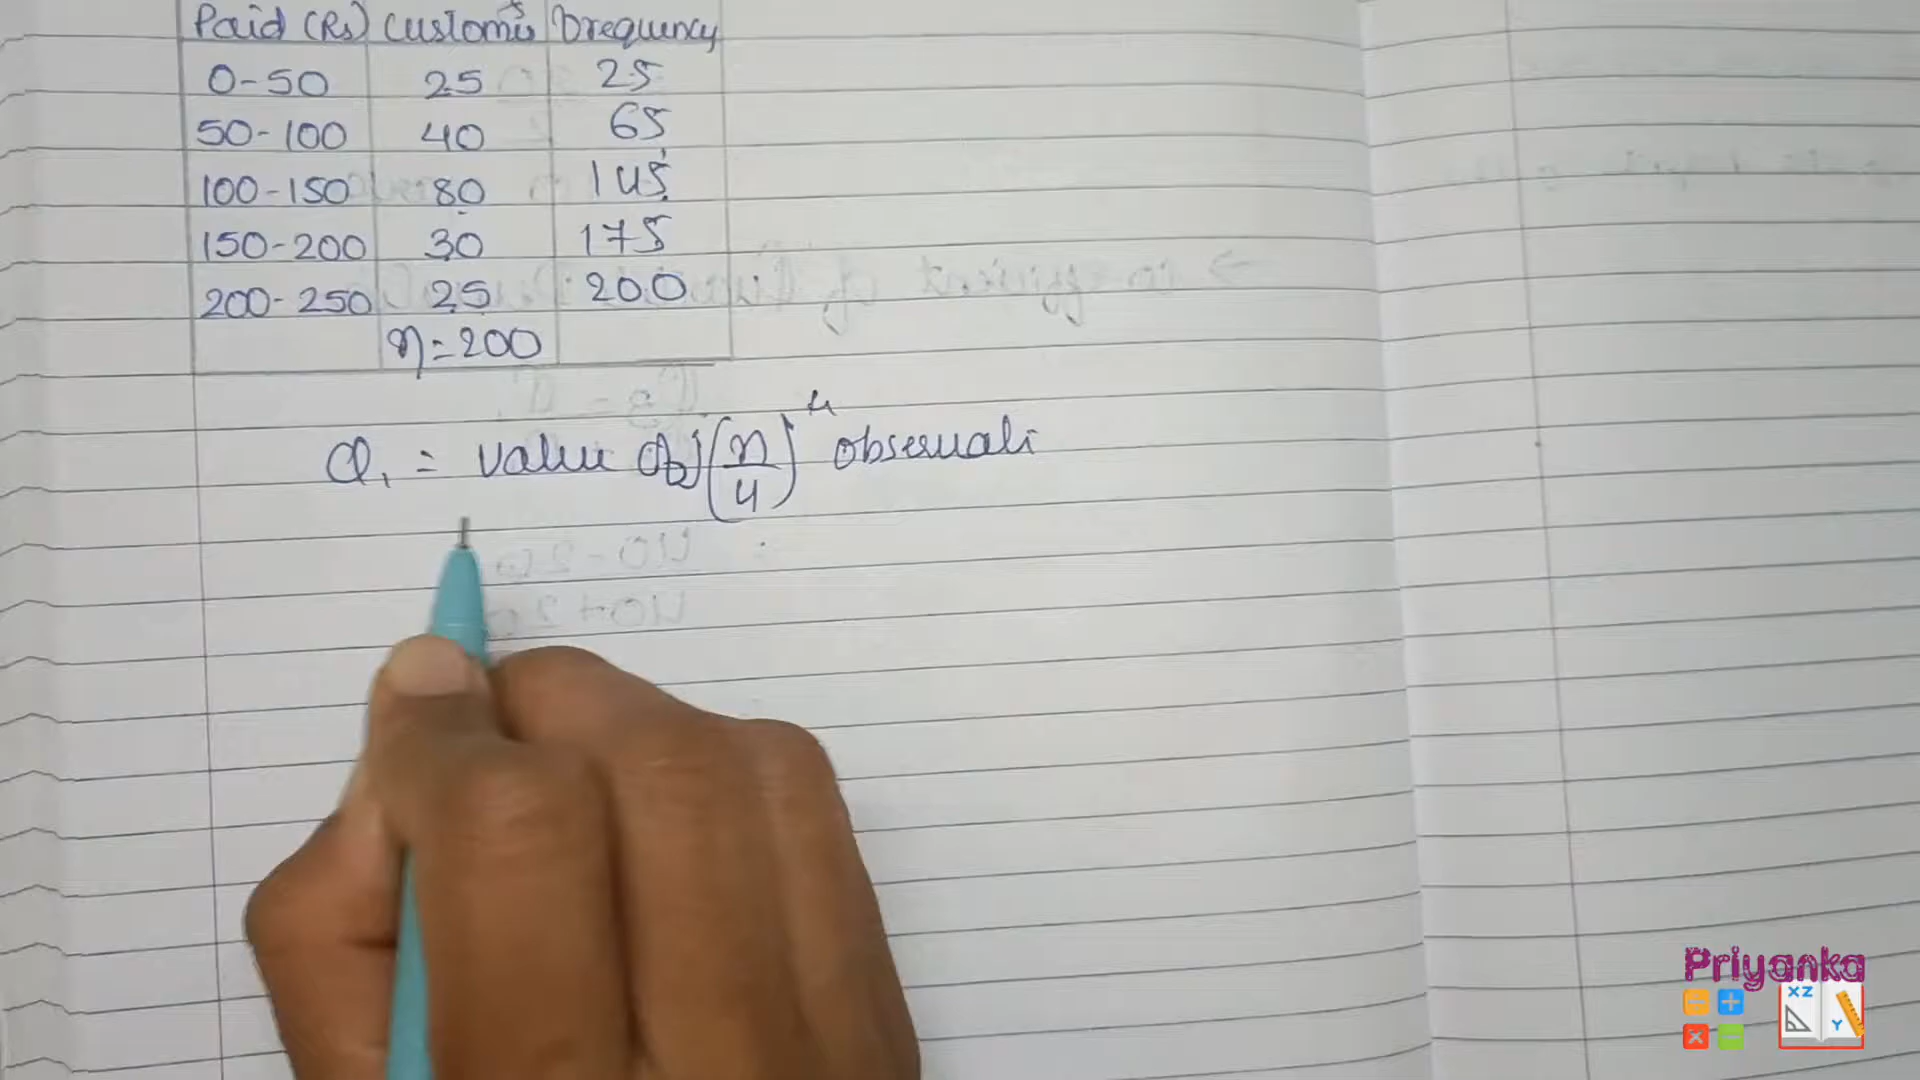 Paid (Rs) Customers Frequency
0-50 25 25
50-100 40 65
100-150 80 145
150-200 30 175
200-250 25 200
n=200
Q₁ = value of (n/4)th observati
Priyanka
XZ
Y